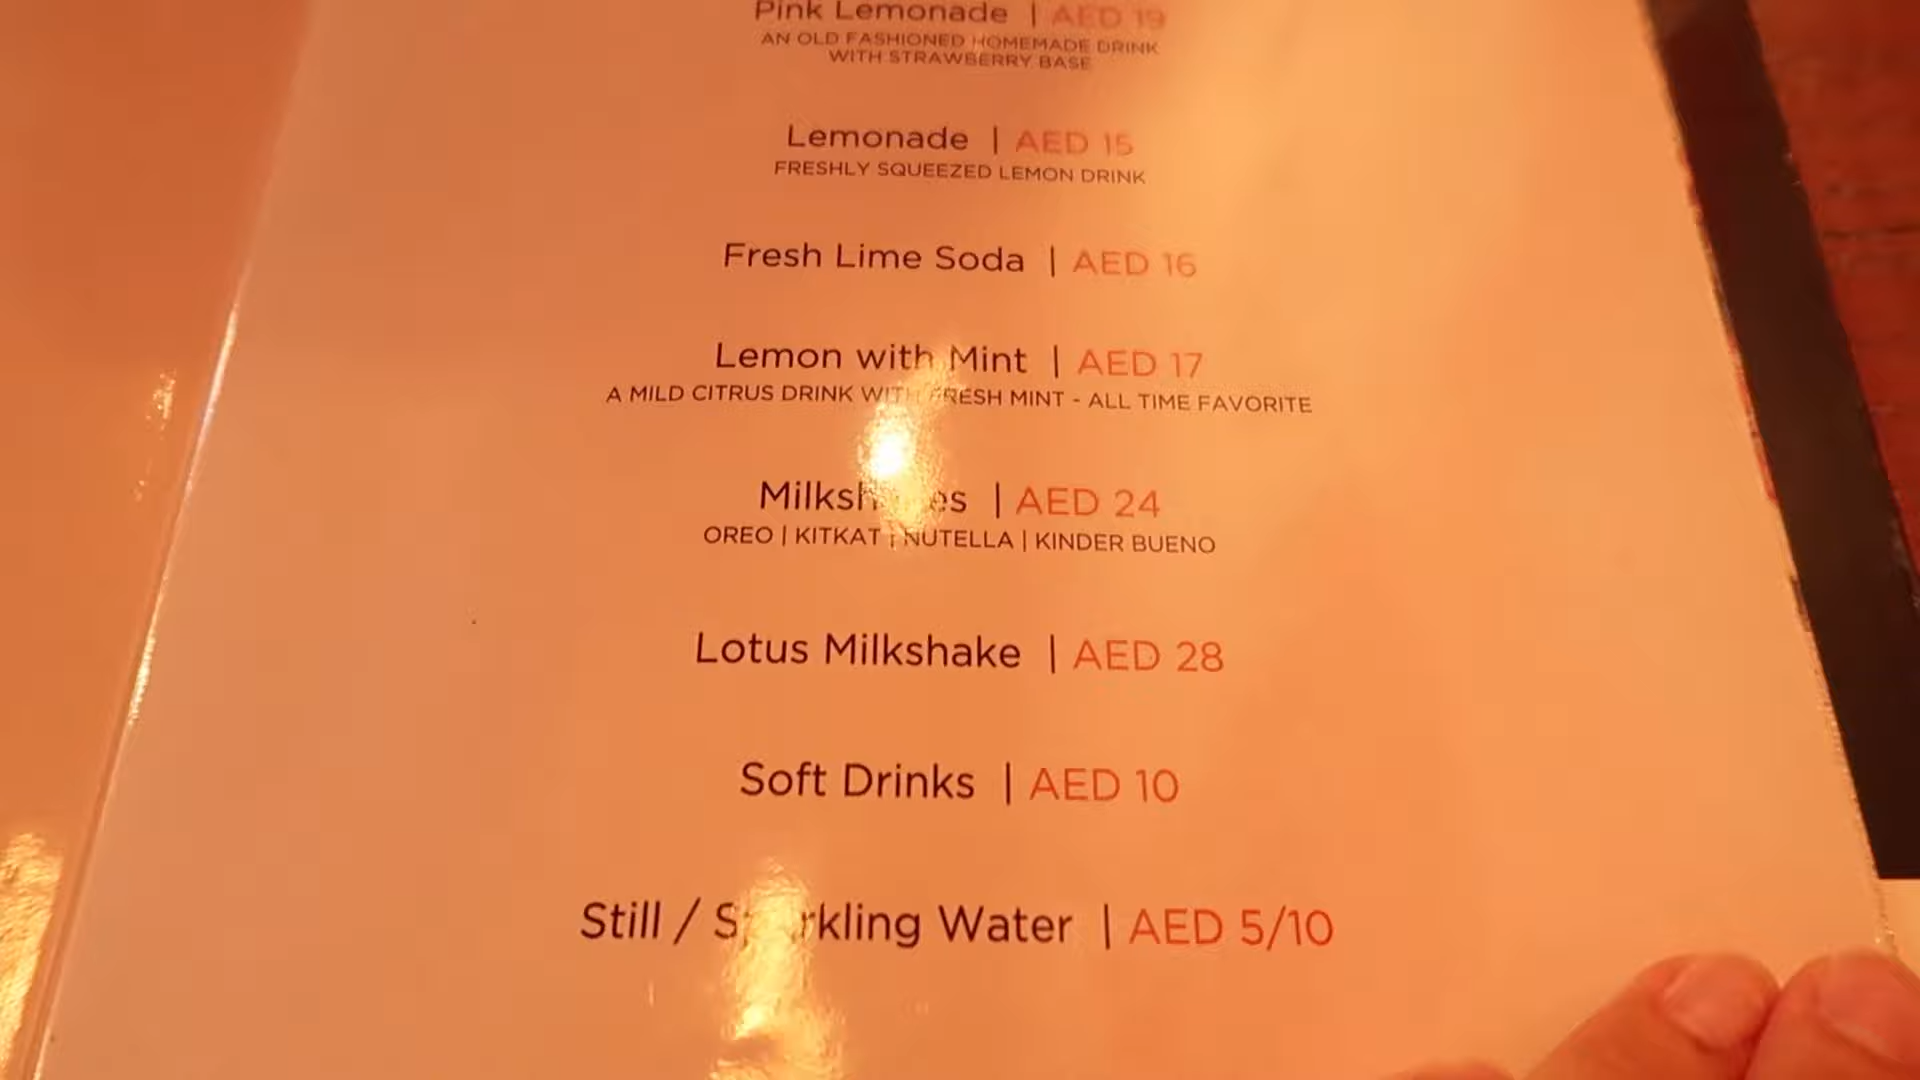 Pink Lemonade | AED 19
AN OLD FASHIONED HOMEMADE DRINK
WITH STRAWBERRY BASE
Lemonade | AED 15
FRESHLY SQUEEZED LEMON DRINK
Fresh Lime Soda | AED 16
Lemon with Mint | AED 17
A MILD CITRUS DRINK WITH FRESH MINT - ALL TIME FAVORITE
Milkshakes | AED 24
OREO | KITKAT | NUTELLA | KINDER BUENO
Lotus Milkshake | AED 28
Soft Drinks | AED 10
Still / Sparkling Water | AED 5/10